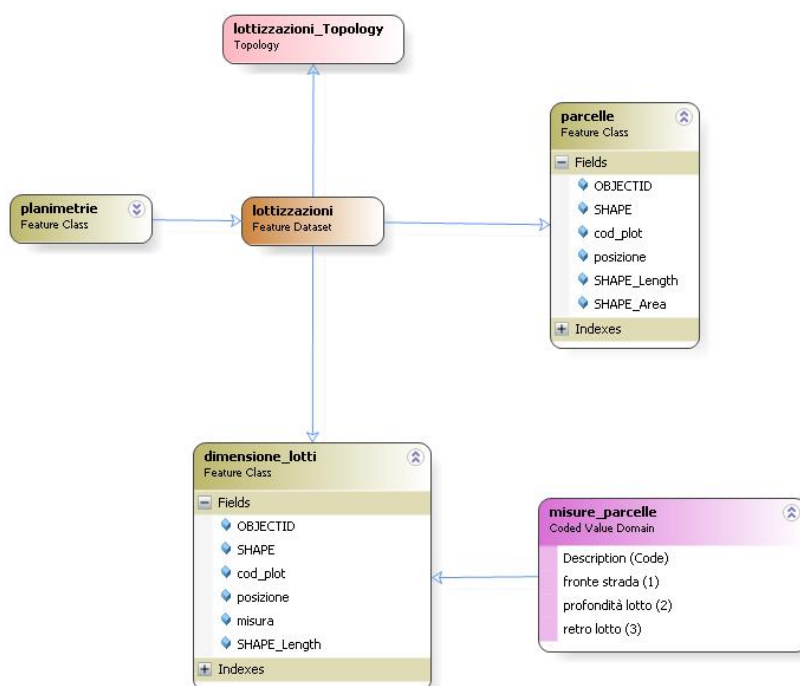 lottizzazioni_Topology
Topology
parcelle
Feature Class
Fields
OBJECTID
SHAPE
cod_plot
posizione
SHAPE_Length
SHAPE_Area
Indexes
planimetrie
Feature Class
lottizzazioni
Feature Dataset
dimensione_lotti
Feature Class
Fields
OBJECTID
SHAPE
cod_plot
posizione
misura
SHAPE_Length
Indexes
misure_parcelle
Coded Value Domain
Description (Code)
fronte strada (1)
profondità lotto (2)
retro lotto (3)